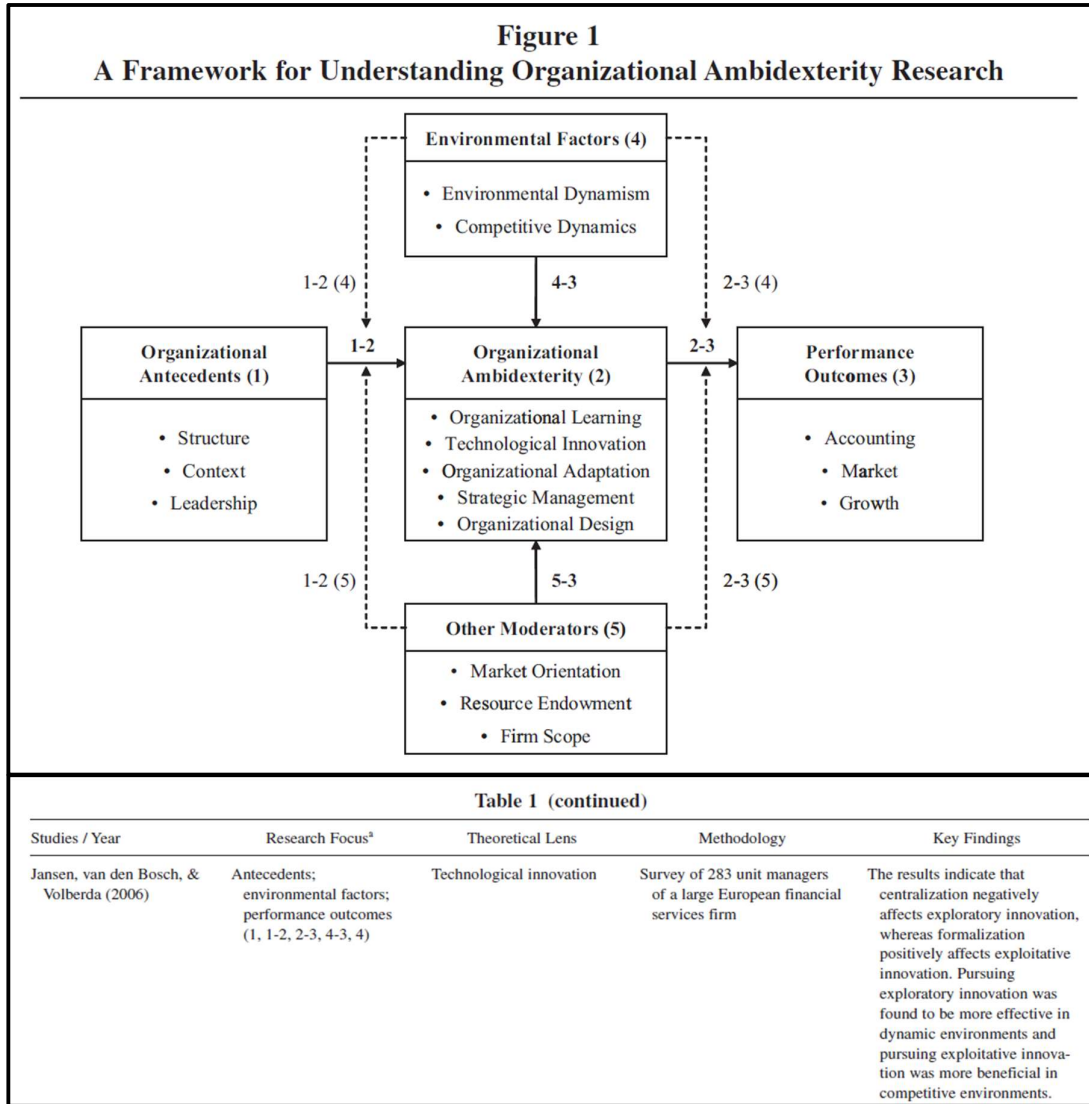 Figure 1
A Framework for Understanding Organizational Ambidexterity Research
Environmental Factors (4)
• Environmental Dynamism
• Competitive Dynamics
1-2 (4)
4-3
2-3 (4)
Organizational
Antecedents (1)
• Structure
• Context
• Leadership
1-2
Organizational
Ambidexterity (2)
• Organizational Learning
• Technological Innovation
• Organizational Adaptation
• Strategic Management
• Organizational Design
2-3
Performance
Outcomes (3)
• Accounting
• Market
• Growth
1-2 (5)
5-3
2-3 (5)
Other Moderators (5)
• Market Orientation
• Resource Endowment
• Firm Scope
Table 1 (continued)
Studies / Year
Research Focusª
Theoretical Lens
Methodology
Key Findings
Jansen, van den Bosch, &
Volberda (2006)
Antecedents;
environmental factors;
performance outcomes
(1, 1-2, 2-3, 4-3, 4)
Technological innovation
Survey of 283 unit managers
of a large European financial
services firm
The results indicate that
centralization negatively
affects exploratory innovation,
whereas formalization
positively affects exploitative
innovation. Pursuing
exploratory innovation was
found to be more effective in
dynamic environments and
pursuing exploitative innova-
tion was more beneficial in
competitive environments.